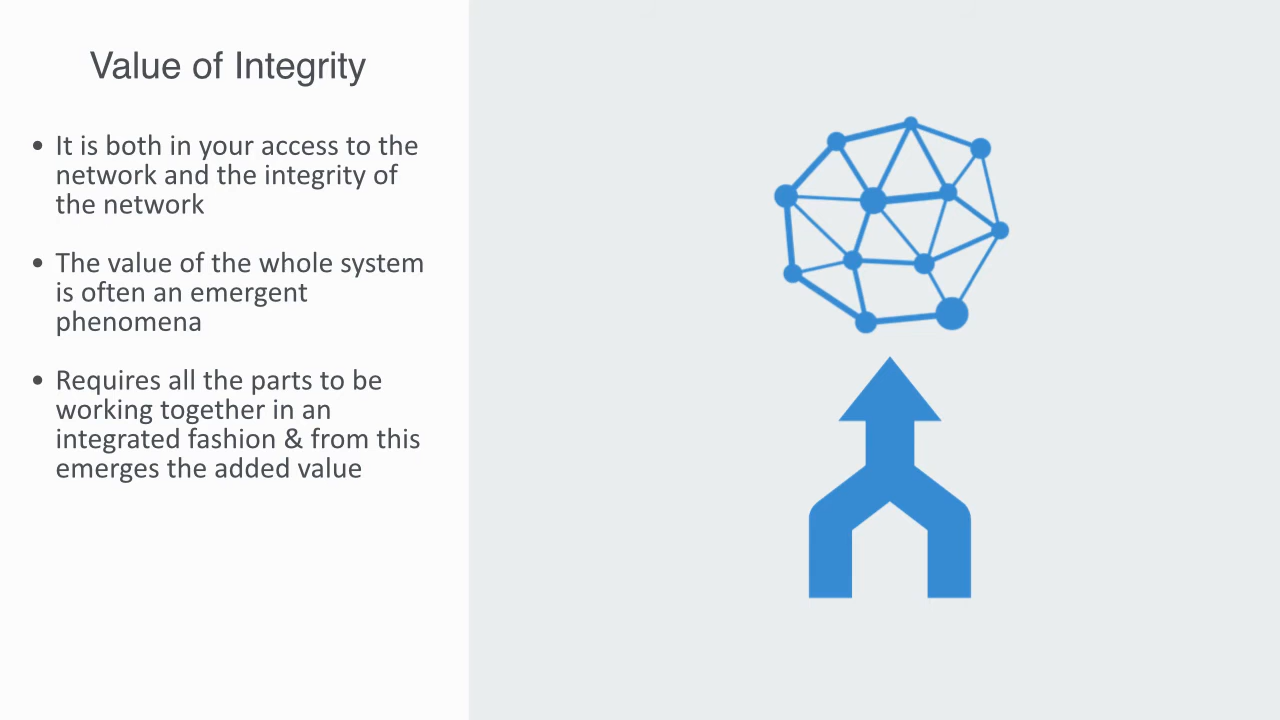 Value of Integrity
• It is both in your access to the
network and the integrity of
the network
• The value of the whole system
is often an emergent
phenomena
• Requires all the parts to be
working together in an
integrated fashion & from this
emerges the added value